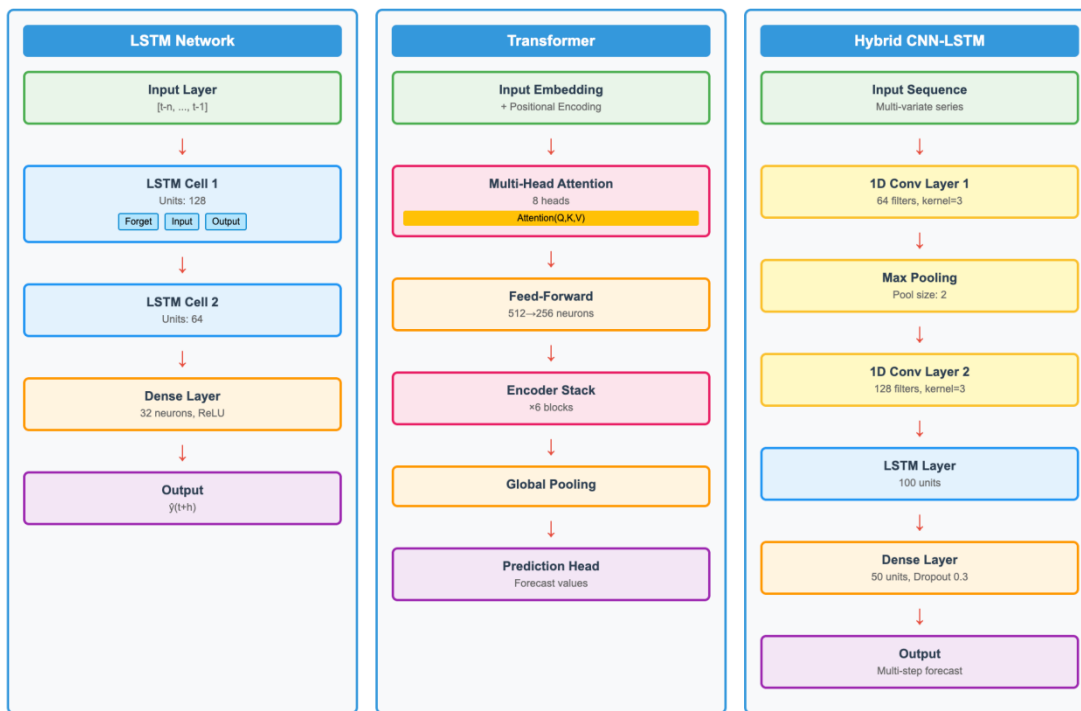 LSTM Network
Input Layer
[t-n, ..., t-1]
↓
LSTM Cell 1
Units: 128
Forget Input Output
↓
LSTM Cell 2
Units: 64
↓
Dense Layer
32 neurons, ReLU
↓
Output
ŷ(t+h)
Transformer
Input Embedding
+ Positional Encoding
↓
Multi-Head Attention
8 heads
Attention(Q,K,V)
↓
Feed-Forward
512→256 neurons
↓
Encoder Stack
×6 blocks
↓
Global Pooling
↓
Prediction Head
Forecast values
Hybrid CNN-LSTM
Input Sequence
Multi-variate series
↓
1D Conv Layer 1
64 filters, kernel=3
↓
Max Pooling
Pool size: 2
↓
1D Conv Layer 2
128 filters, kernel=3
↓
LSTM Layer
100 units
↓
Dense Layer
50 units, Dropout 0.3
↓
Output
Multi-step forecast